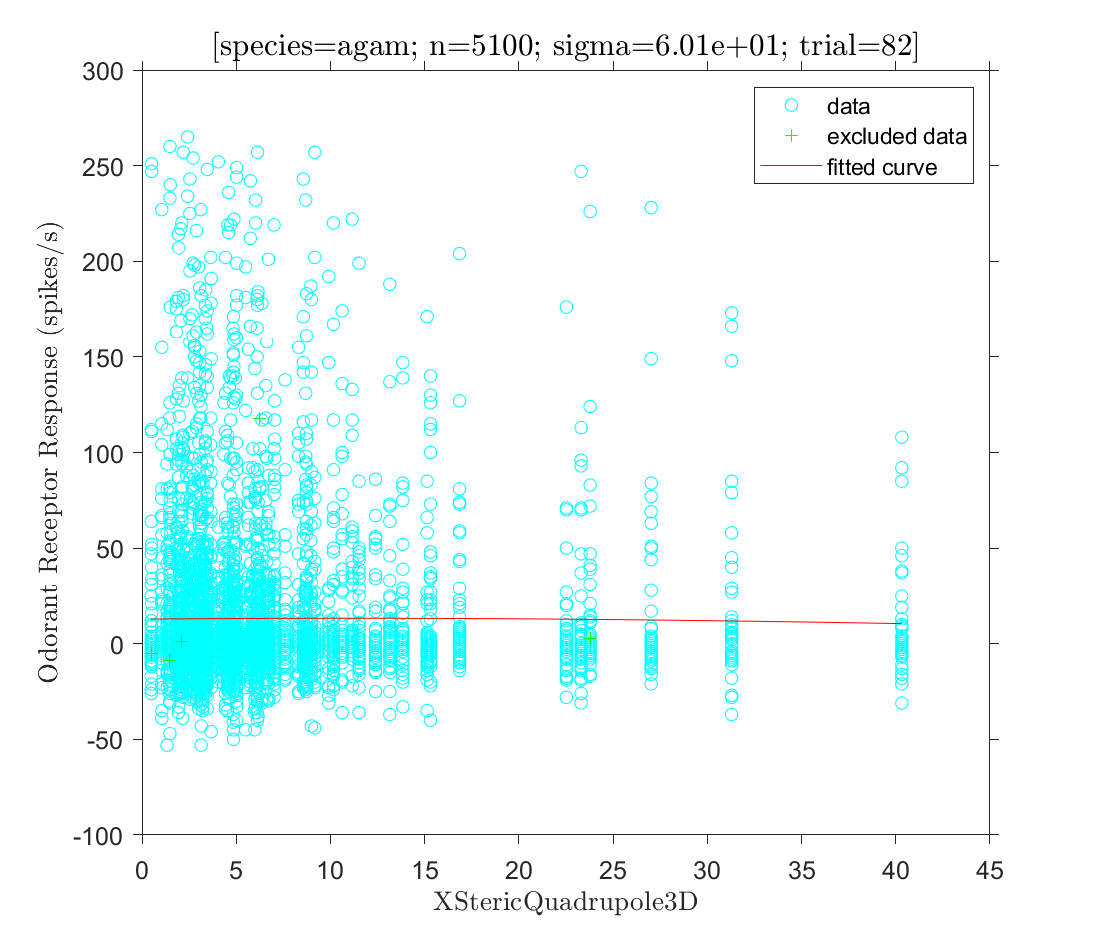 [species=agam; n=5100; sigma=6.01e+01; trial=82]
300
250
200
150
100
50
0
-50
-100
Odorant Receptor Response (spikes/s)
data
excluded data
fitted curve
0 5 10 15 20 25 30 35 40 45
XStericQuadrupole3D